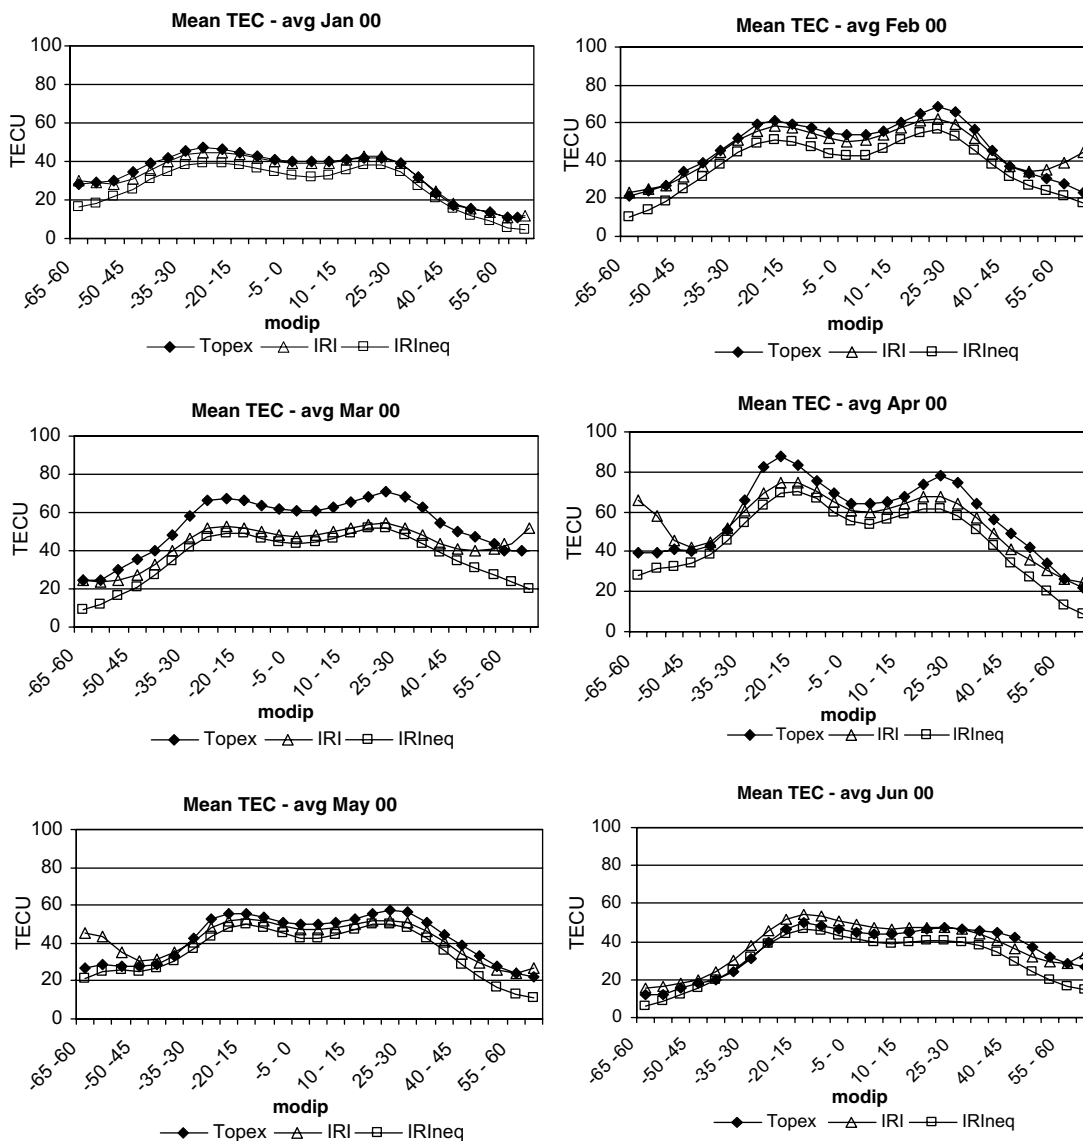 Mean TEC - avg Jan 00
100
80
60
40
20
0
TECU
-65 -60
-50 -45
-35 -30
-20 -15
-5 - 0
10 - 15
25 -30
40 - 45
55 - 60
modip
Topex IRI IRIneq
Mean TEC - avg Feb 00
100
80
60
40
20
0
TECU
-65 -60
-50 -45
-35 -30
-20 -15
-5 - 0
10 - 15
25 -30
40 - 45
55 - 60
modip
Topex IRI IRIneq
Mean TEC - avg Mar 00
100
80
60
40
20
0
TECU
-65 -60
-50 -45
-35 -30
-20 -15
-5 - 0
10 - 15
25 -30
40 - 45
55 - 60
modip
Topex IRI IRIneq
Mean TEC - avg Apr 00
100
80
60
40
20
0
TECU
-65 -60
-50 -45
-35 -30
-20 -15
-5 - 0
10 - 15
25 -30
40 - 45
55 - 60
modip
Topex IRI IRIneq
Mean TEC - avg May 00
100
80
60
40
20
0
TECU
-65 -60
-50 -45
-35 -30
-20 -15
-5 - 0
10 - 15
25 -30
40 - 45
55 - 60
modip
Topex IRI IRIneq
Mean TEC - avg Jun 00
100
80
60
40
20
0
TECU
-65 -60
-50 -45
-35 -30
-20 -15
-5 - 0
10 - 15
25 -30
40 - 45
55 - 60
modip
Topex IRI IRIneq